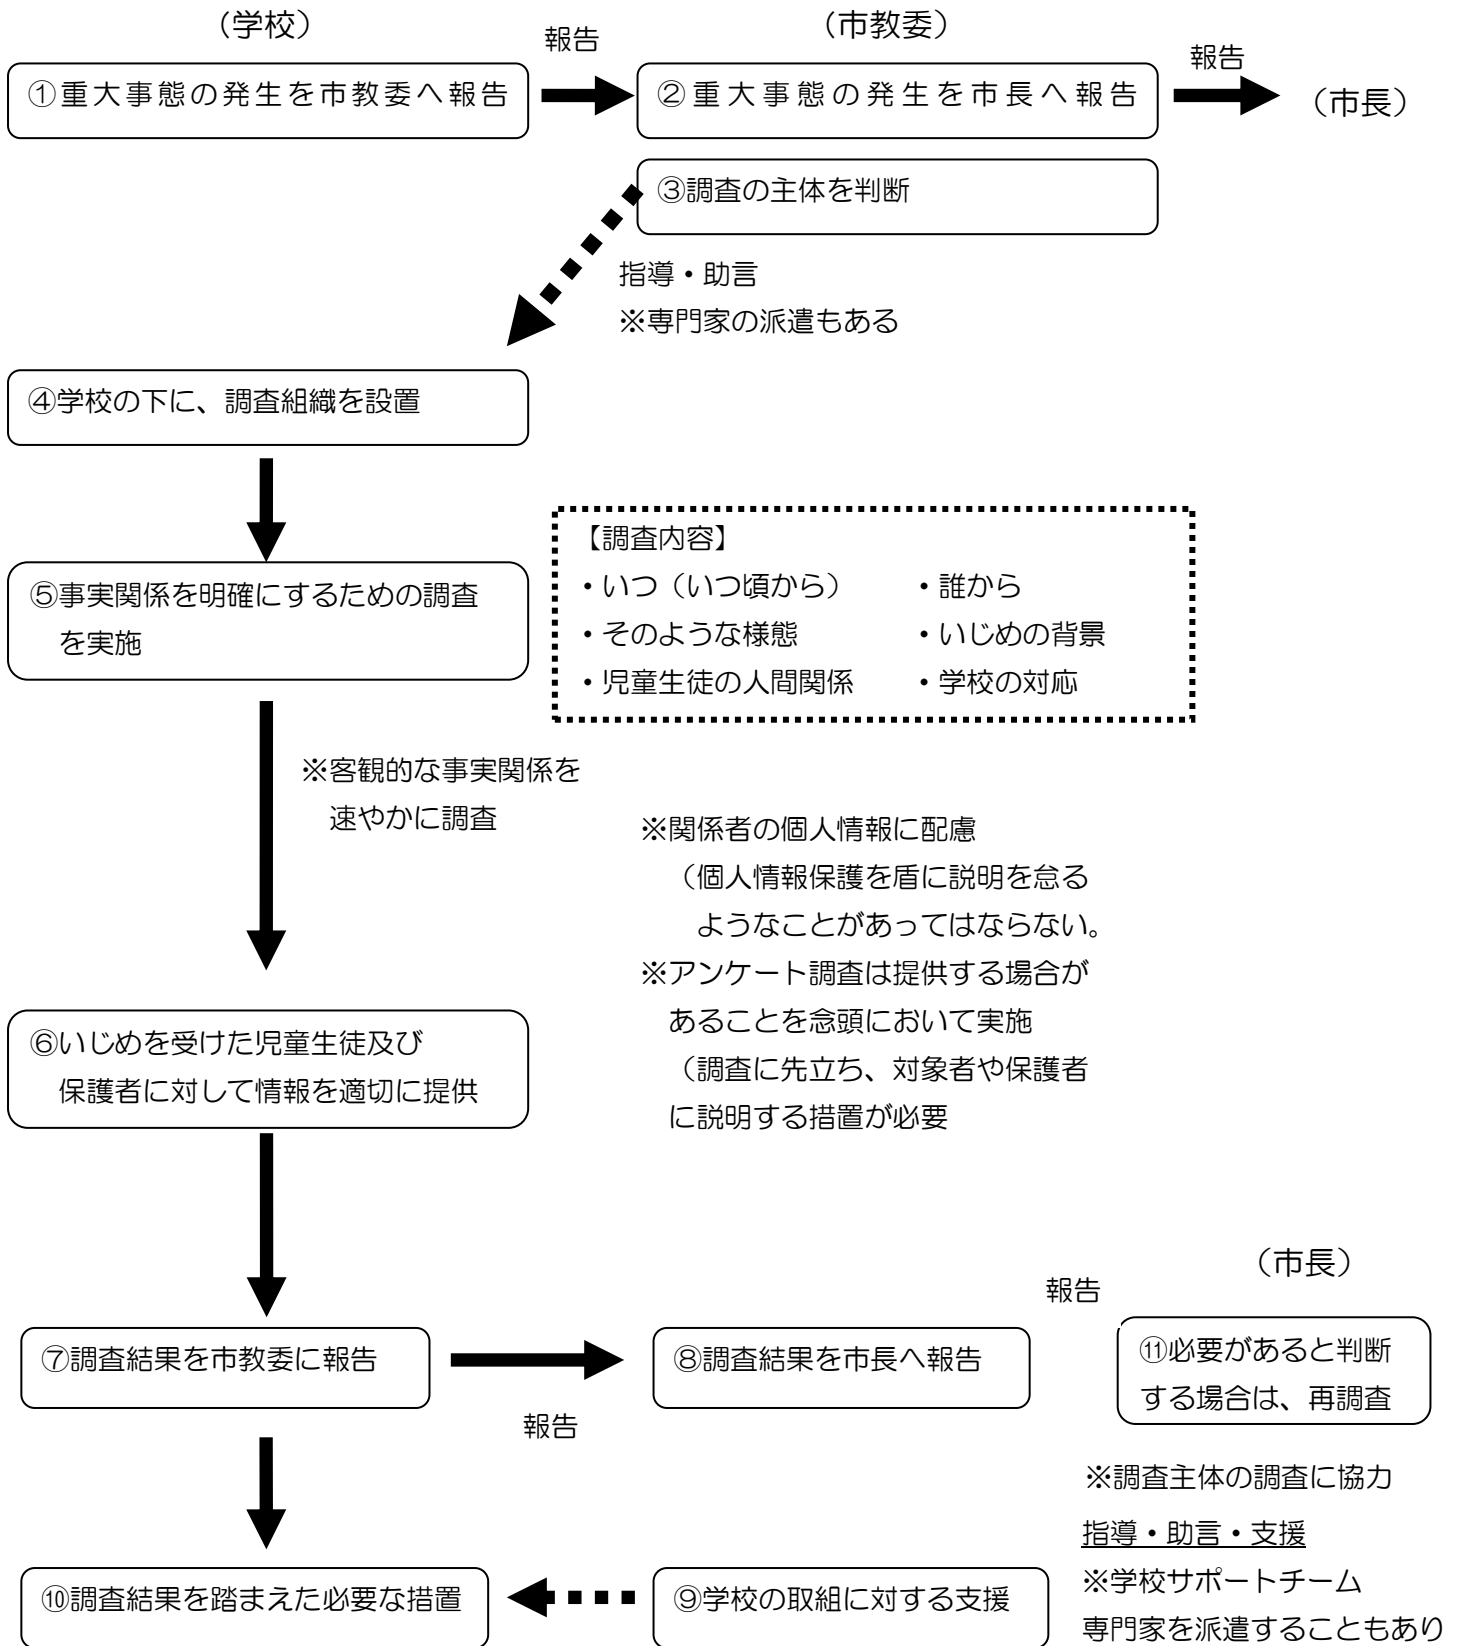 （学校）
（市教委）
報告
報告
①重大事態の発生を市教委へ報告
②重大事態の発生を市長へ報告
（市長）
③調査の主体を判断
指導・助言
※専門家の派遣もある
④学校の下に、調査組織を設置
⑤事実関係を明確にするための調査
を実施
【調査内容】
・いつ（いつ頃から）　・誰から
・そのような様態　・いじめの背景
・児童生徒の人間関係　・学校の対応
※客観的な事実関係を
速やかに調査
※関係者の個人情報に配慮
（個人情報保護を盾に説明を怠る
ようなことがあってはならない。
※アンケート調査は提供する場合が
あることを念頭において実施
（調査に先立ち、対象者や保護者
に説明する措置が必要
⑥いじめを受けた児童生徒及び
保護者に対して情報を適切に提供
（市長）
報告
⑦調査結果を市教委に報告
⑧調査結果を市長へ報告
⑪必要があると判断
する場合は、再調査
報告
※調査主体の調査に協力
指導・助言・支援
※学校サポートチーム
専門家を派遣することもあり
⑩調査結果を踏まえた必要な措置
⑨学校の取組に対する支援